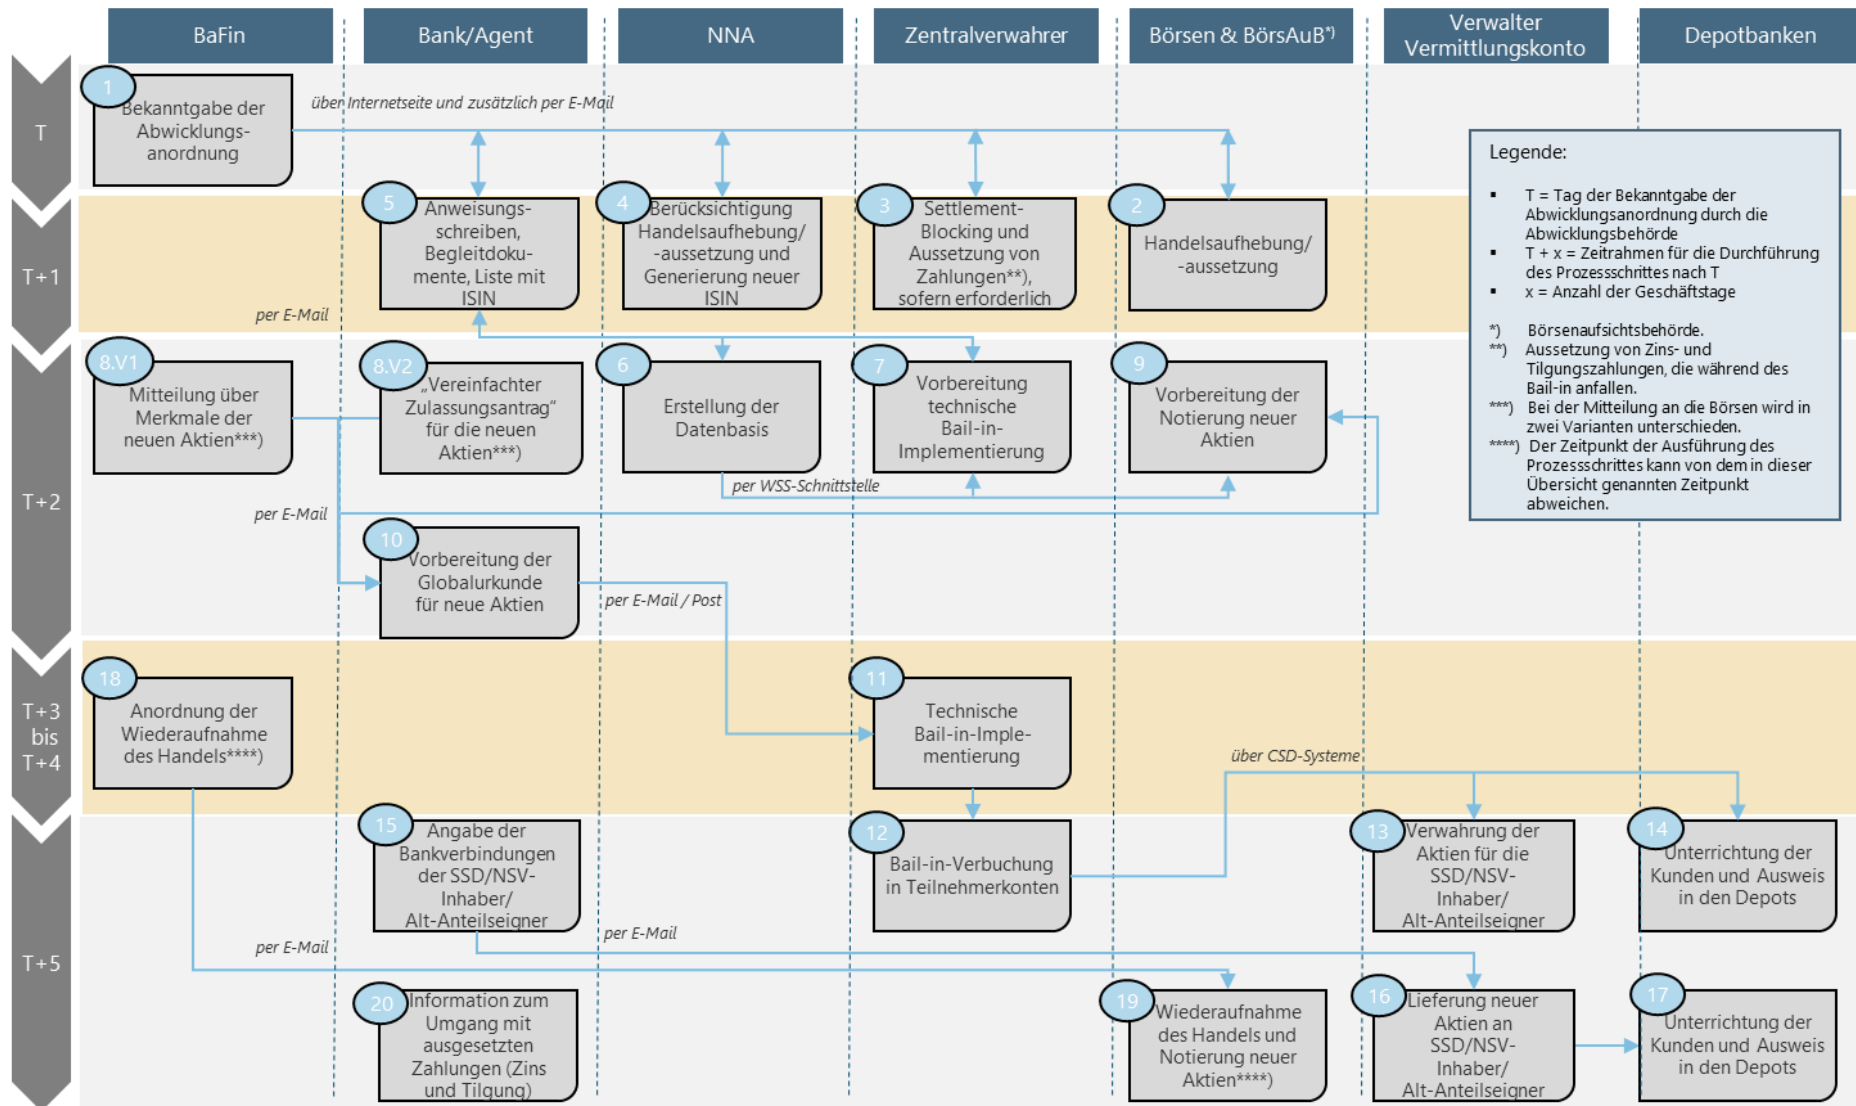 BaFin
Bank/Agent
NNA
Zentralverwahrer
Börsen & BörsAuB*)
Verwalter
Vermittlungskonto
Depotbanken
T
1
Bekanntgabe der
Abwicklungs-
anordnung
über Internetseite und zusätzlich per E-Mail
T+1
5
Anweisungs-
schreiben,
Begleitdoku-
mente, Liste mit
ISIN
4
Berücksichtigung
Handelsaufhebung/
-aussetzung und
Generierung neuer
ISIN
3
Settlement-
Blocking und
Aussetzung von
Zahlungen**),
sofern erforderlich
2
Handelsaufhebung/
-aussetzung
per E-Mail
T+2
8.V1
Mitteilung über
Merkmale der
neuen Aktien***)
8.V2
„Vereinfachter
Zulassungsantrag“
für die neuen
Aktien***)
6
Erstellung der
Datenbasis
7
Vorbereitung
technische
Bail-in-
Implementierung
9
Vorbereitung der
Notierung neuer
Aktien
per WSS-Schnittstelle
per E-Mail
10
Vorbereitung der
Globalurkunde
für neue Aktien
per E-Mail / Post
T+3
bis
T+4
18
Anordnung der
Wiederaufnahme
des Handels****)
11
Technische
Bail-in-Imple-
mentierung
über CSD-Systeme
T+5
15
Angabe der
Bankverbindungen
der SSD/NSV-
Inhaber/
Alt-Anteilseigner
12
Bail-in-Verbuchung
in Teilnehmerkonten
13
Verwahrung der
Aktien für die
SSD/NSV-
Inhaber/
Alt-Anteilseigner
14
Unterrichtung der
Kunden und Ausweis
in den Depots
per E-Mail
per E-Mail
20
Information zum
Umgang mit
ausgesetzten
Zahlungen (Zins
und Tilgung)
19
Wiederaufnahme
des Handels und
Notierung neuer
Aktien****)
16
Lieferung neuer
Aktien an
SSD/NSV-
Inhaber/
Alt-Anteilseigner
17
Unterrichtung der
Kunden und Ausweis
in den Depots
Legende:
▪ T = Tag der Bekanntgabe der
Abwicklungsanordnung durch die
Abwicklungsbehörde
▪ T + x = Zeitrahmen für die Durchführung
des Prozessschrittes nach T
▪ x = Anzahl der Geschäftstage
*) Börsenaufsichtsbehörde.
**) Aussetzung von Zins- und
Tilgungszahlungen, die während des
Bail-in anfallen.
***) Bei der Mitteilung an die Börsen wird in
zwei Varianten unterschieden.
****) Der Zeitpunkt der Ausführung des
Prozessschrittes kann von dem in dieser
Übersicht genannten Zeitpunkt
abweichen.